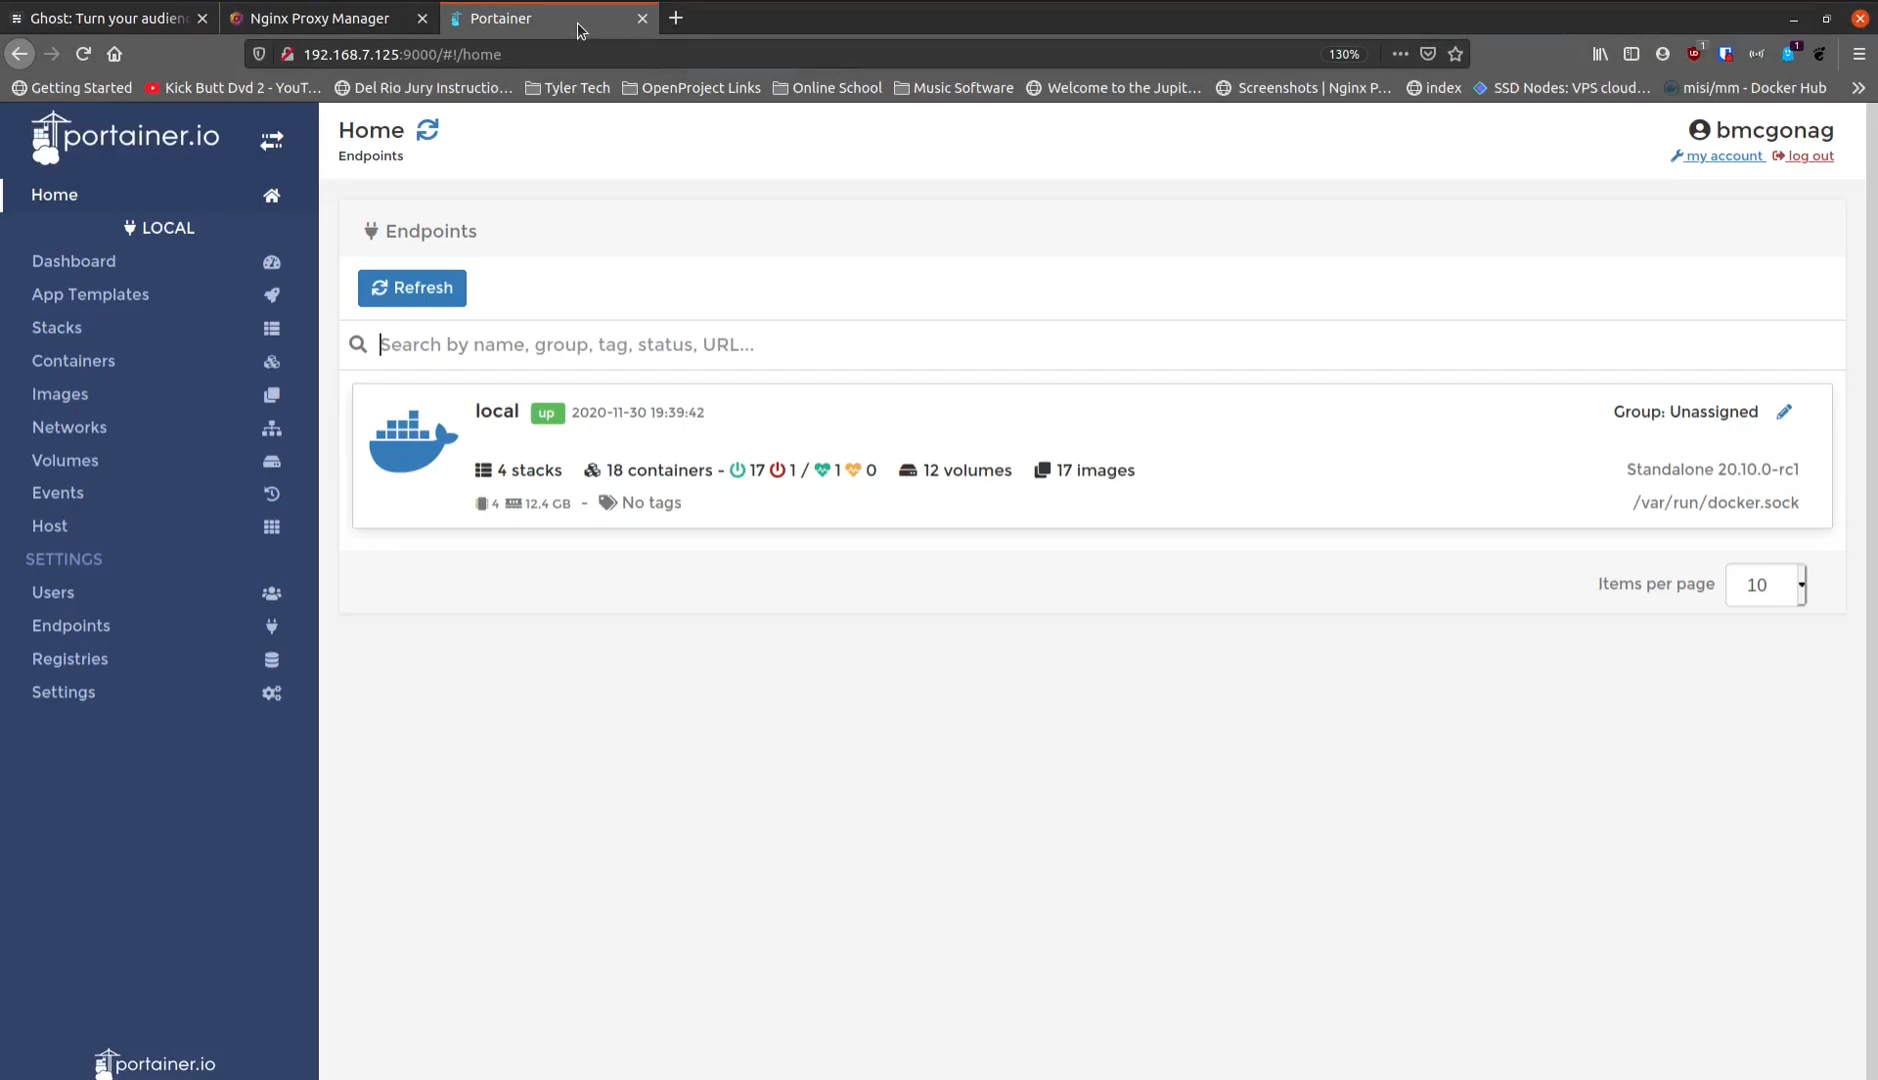 Ghost: Turn your audien
Nginx Proxy Manager
Portainer
192.168.7.125:9000/#!/home
130%
1
1
Getting Started
Kick Butt Dvd 2 - YouT...
Del Rio Jury Instructio...
Tyler Tech
OpenProject Links
Online School
Music Software
Welcome to the Jupit...
Screenshots | Nginx P...
index
SSD Nodes: VPS cloud...
misi/mm - Docker Hub
portainer.io
Home
LOCAL
Dashboard
App Templates
Stacks
Containers
Images
Networks
Volumes
Events
Host
SETTINGS
Users
Endpoints
Registries
Settings
portainer.io
Home
Endpoints
bmcgonag
my account
log out
Endpoints
Refresh
Search by name, group, tag, status, URL...
local up 2020-11-30 19:39:42
Group: Unassigned
4 stacks 18 containers - 17 1 / 1 0 12 volumes 17 images
Standalone 20.10.0-rc1
4 12.4 GB - No tags
/var/run/docker.sock
Items per page 10